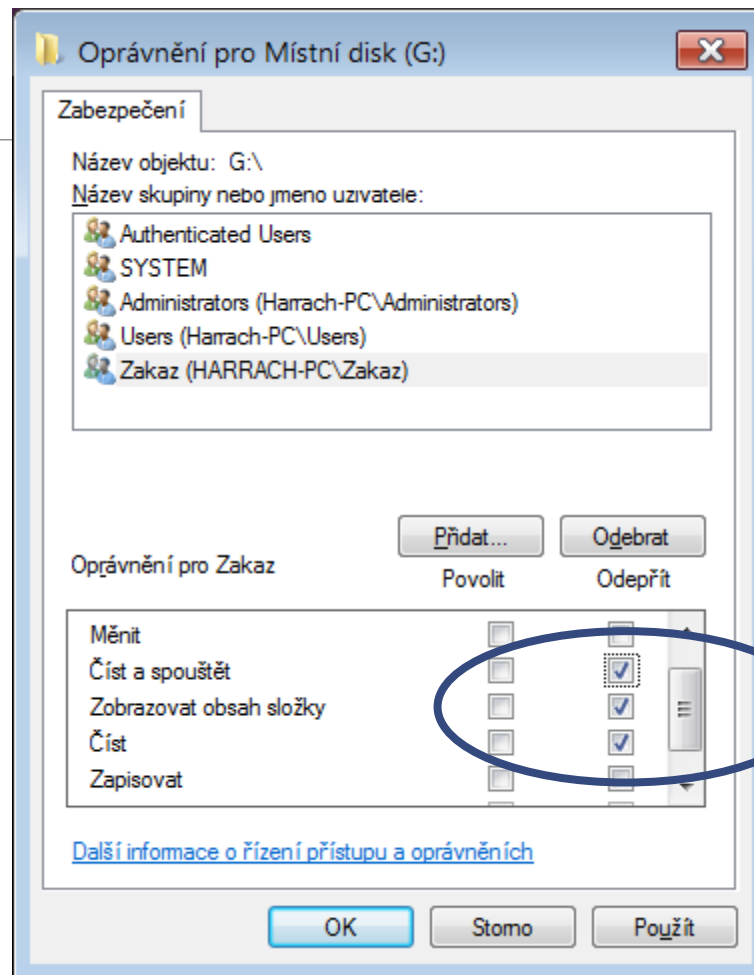 Oprávnění pro Místní disk (G:)
Zabezpečení
Název objektu: G:\
Název skupiny nebo jméno uživatele:
Authenticated Users
SYSTEM
Administrators (Harrach-PC\Administrators)
Users (Harrach-PC\Users)
Zakaz (HARRACH-PC\Zakaz)
Přidat... Odebrat
Oprávnění pro Zakaz Povolit Odepřít
Měnit
Číst a spouštět
Zobrazovat obsah složky
Číst
Zapisovat
Další informace o řízení přístupu a oprávněních
OK Storno Použít